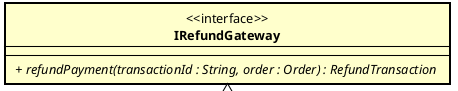 <<interface>>
IRefundGateway
+ refundPayment(transactionId : String, order : Order) : RefundTransaction